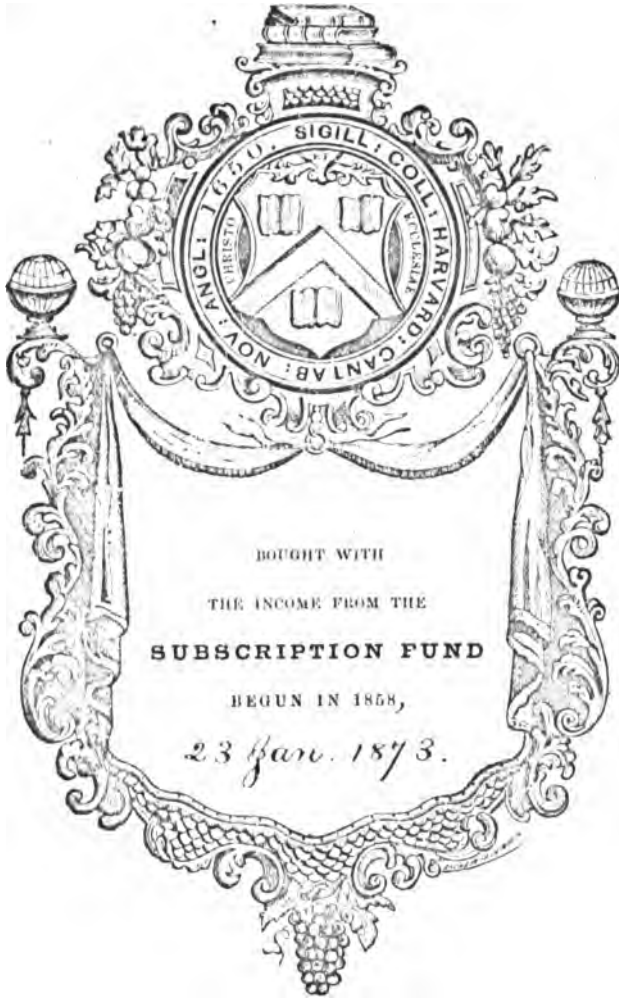 SIGILL: COLL: HARVARD: CANTAB: NOV: ANGL: 1650.
CHRISTO
ECCLESIAE
BOUGHT WITH
THE INCOME FROM THE
SUBSCRIPTION FUND
BEGUN IN 1858,
23 Jan. 1873.